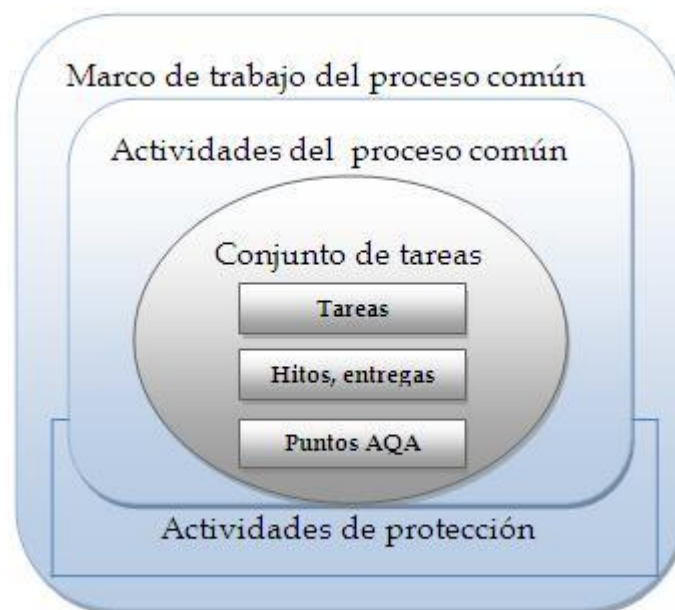 Marco de trabajo del proceso común
Actividades del proceso común
Conjunto de tareas
Tareas
Hitos, entregas
Puntos AQA
Actividades de protección